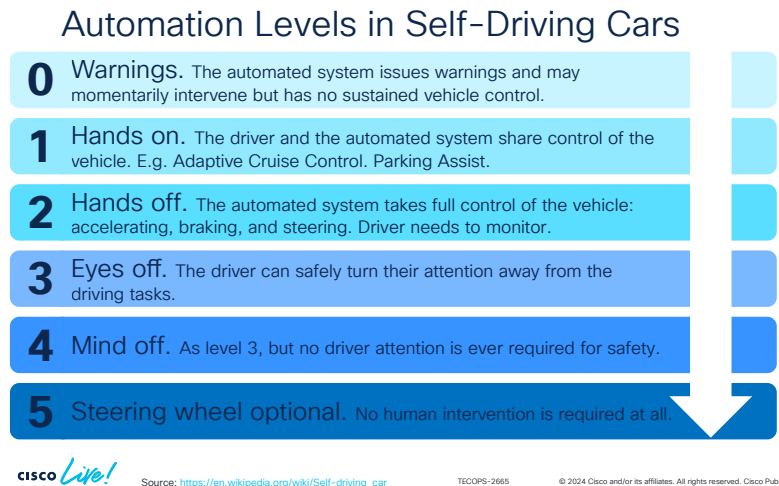 Automation Levels in Self-Driving Cars
0 Warnings. The automated system issues warnings and may
momentarily intervene but has no sustained vehicle control.
1 Hands on. The driver and the automated system share control of the
vehicle. E.g. Adaptive Cruise Control. Parking Assist.
2 Hands off. The automated system takes full control of the vehicle:
accelerating, braking, and steering. Driver needs to monitor.
3 Eyes off. The driver can safely turn their attention away from the
driving tasks.
4 Mind off. As level 3, but no driver attention is ever required for safety.
5 Steering wheel optional. No human intervention is required at all.
CISCO Live!
Source: https://en.wikipedia.org/wiki/Self-driving_car
TECOPS-2665
© 2024 Cisco and/or its affiliates. All rights reserved. Cisco Pub